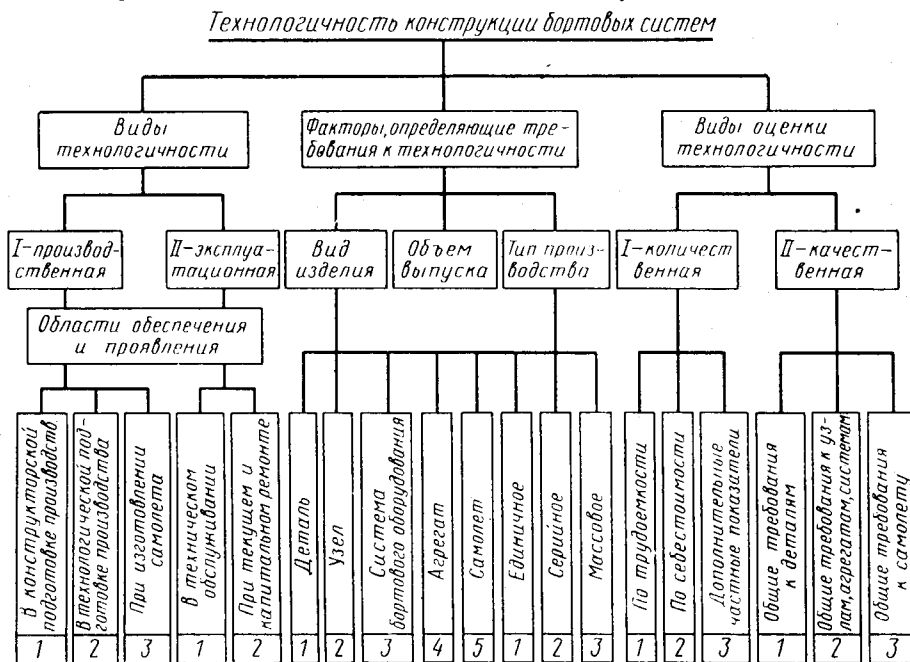 Технологичность конструкции бортовых систем
Виды
технологичности
Факторы, определяющие тре-
бования к технологичности
Виды оценки
технологичности
I-производ-
ственная
II-эксплуа-
тационная
Вид
изделия
Объем
выпуска
Тип произ-
водства
I-количест
венная
II-качест-
венная
Области обеспечения
и проявления
В конструкторской
подготовке производств.
В технологической под-
готовке производства
При изготовлении
самолета
В техническом
обслуживании
При текущем и
капитальном ремонте
Деталь
Узел
Система
бортового оборудования
Агрегат
Самолет
Единичное
Серийное
Массовое
По трудоемкости
По себестоимости
Дополнительные
частные показатели
Общие требования
к деталям
Общие требования к уз-
лам, агрегатам, системам
Общие требования
к самолету
1 2 3 1 2 1 2 3 4 5 1 2 3 1 2 3 1 2 3